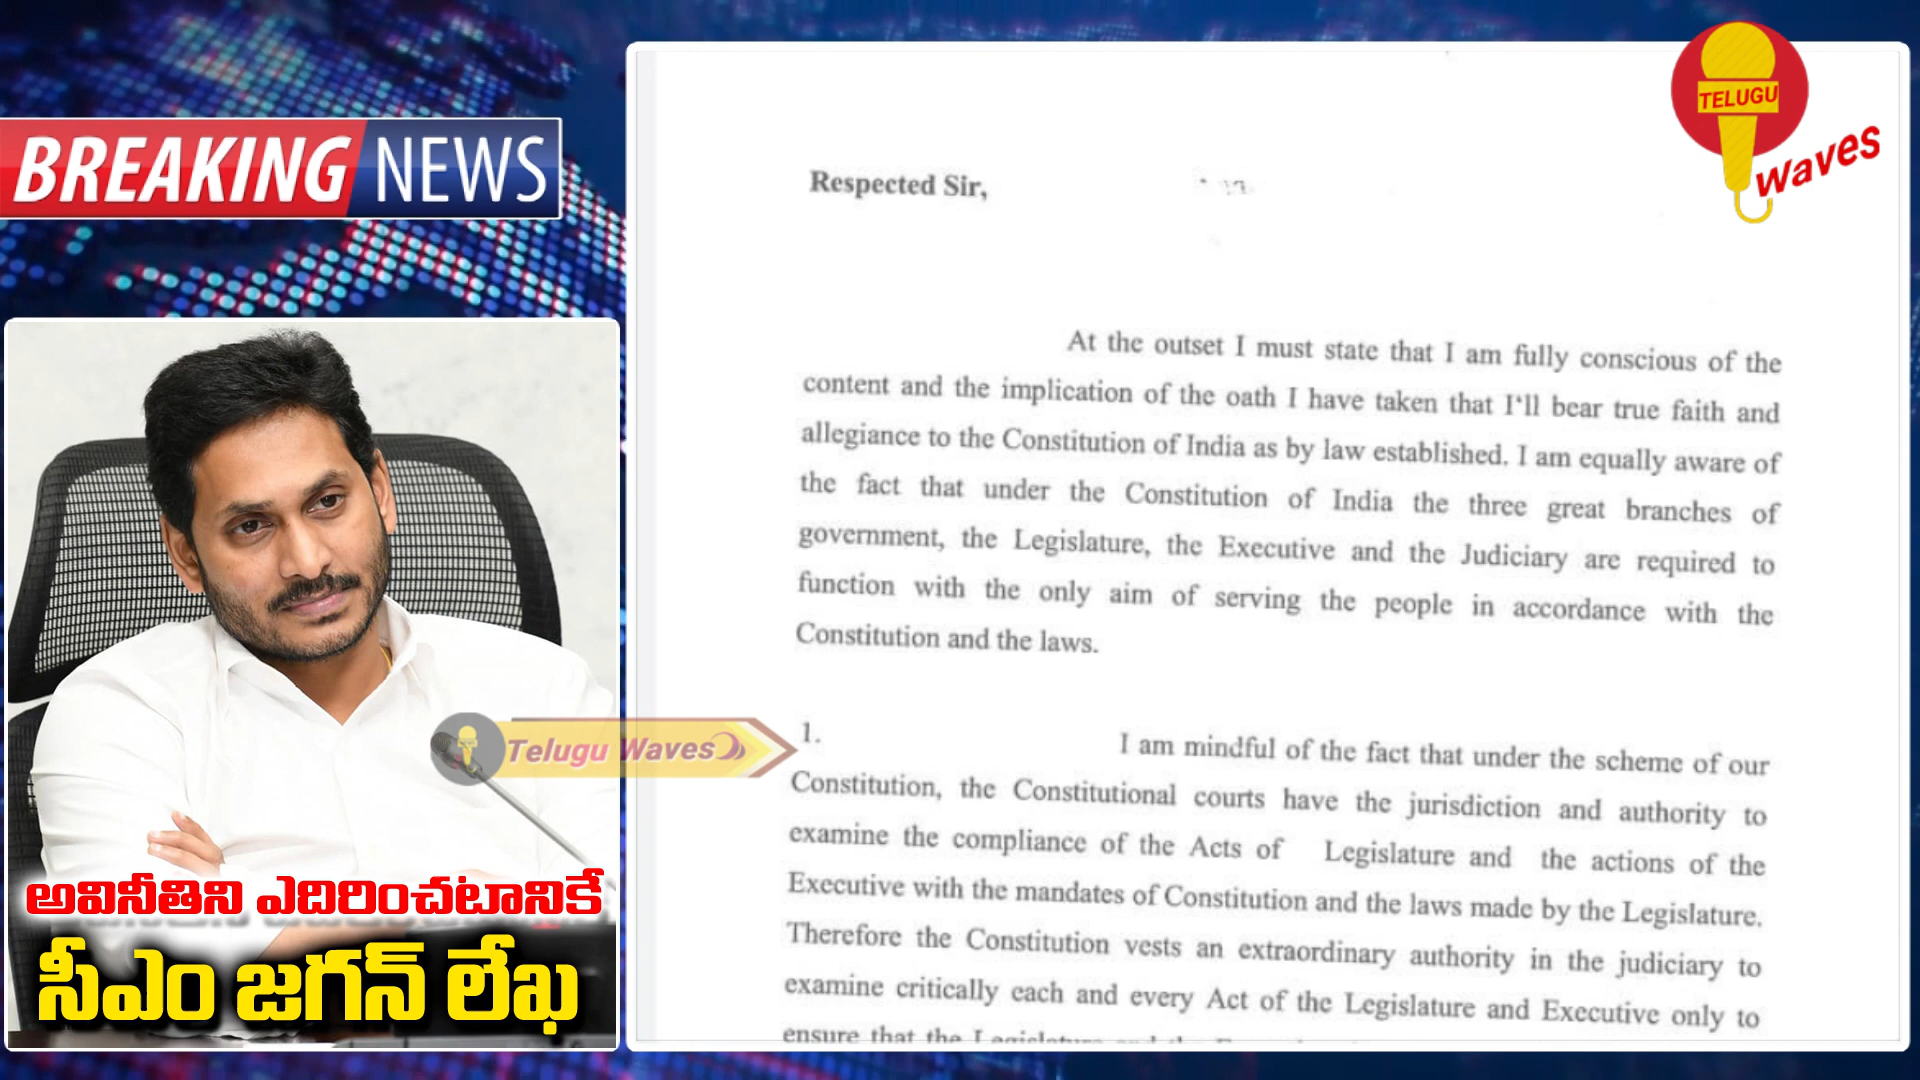 BREAKING NEWS
TELUGU
waves
Respected Sir,
At the outset I must state that I am fully conscious of the
content and the implication of the oath I have taken that I'll bear true faith and
allegiance to the Constitution of India as by law established. I am equally aware of
the fact that under the Constitution of India the three great branches of
government, the Legislature, the Executive and the Judiciary are required to
function with the only aim of serving the people in accordance with the
Constitution and the laws.
Telugu Waves
1. I am mindful of the fact that under the scheme of our
Constitution, the Constitutional courts have the jurisdiction and authority to
examine the compliance of the Acts of Legislature and the actions of the
Executive with the mandates of Constitution and the laws made by the Legislature.
Therefore the Constitution vests an extraordinary authority in the judiciary to
examine critically each and every Act of the Legislature and Executive only to
ensure that the Legislature and the
అవినీతిని ఎదిరించటానికే
సీఎం జగన్ లేఖ